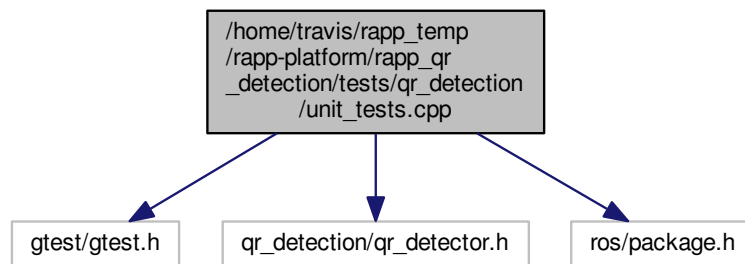 /home/travis/rapp_temp
/rapp-platform/rapp_qr
_detection/tests/qr_detection
/unit_tests.cpp
gtest/gtest.h
qr_detection/qr_detector.h
ros/package.h